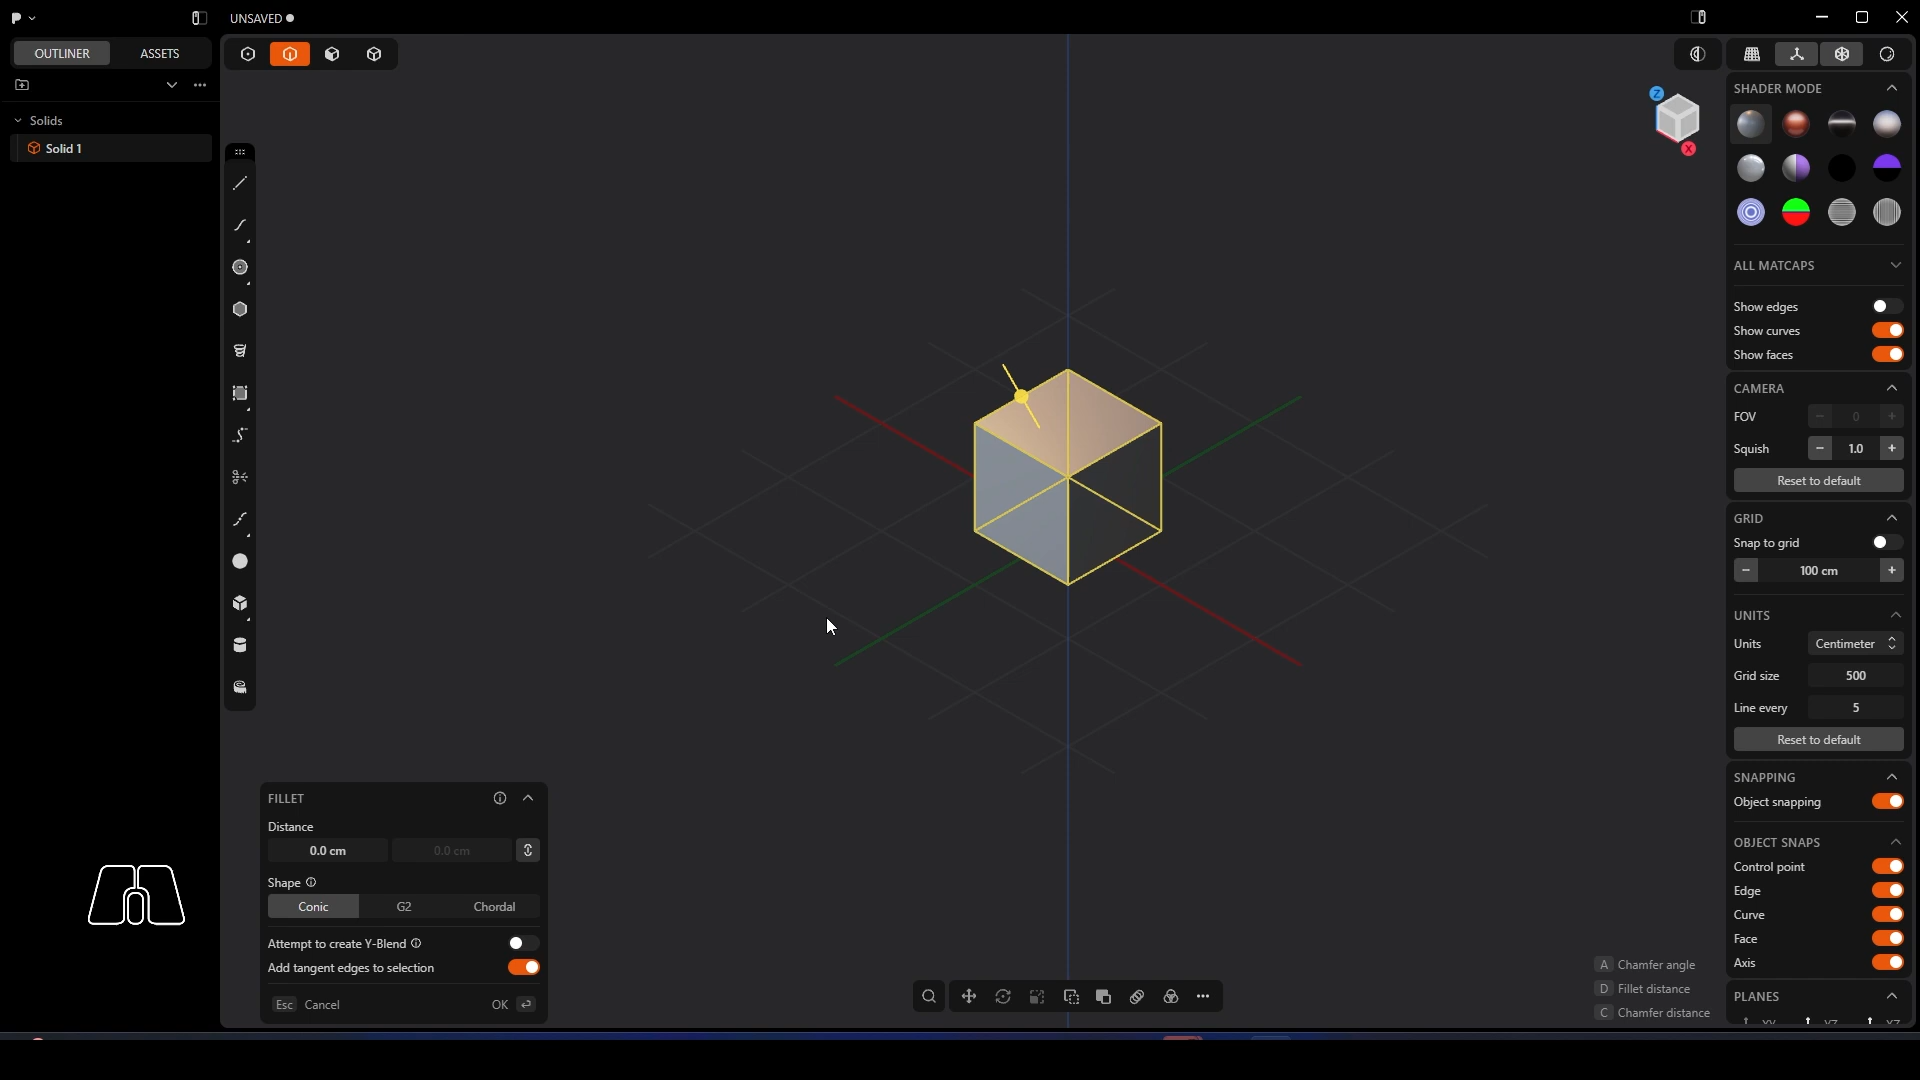 UNSAVED
OUTLINER
ASSETS
Solids
Solid 1
Z
X
SHADER MODE
ALL MATCAPS
Show edges
Show curves
Show faces
CAMERA
FOV
0
Squish
1.0
Reset to default
GRID
Snap to grid
100 cm
UNITS
Units
Centimeter
Grid size
500
Line every
5
Reset to default
SNAPPING
Object snapping
OBJECT SNAPS
Control point
Edge
Curve
Face
Axis
PLANES
FILLET
Distance
0.0 cm
0.0 cm
Shape
Conic
G2
Chordal
Attempt to create Y-Blend
Add tangent edges to selection
Esc Cancel
OK
A Chamfer angle
D Fillet distance
C Chamfer distance